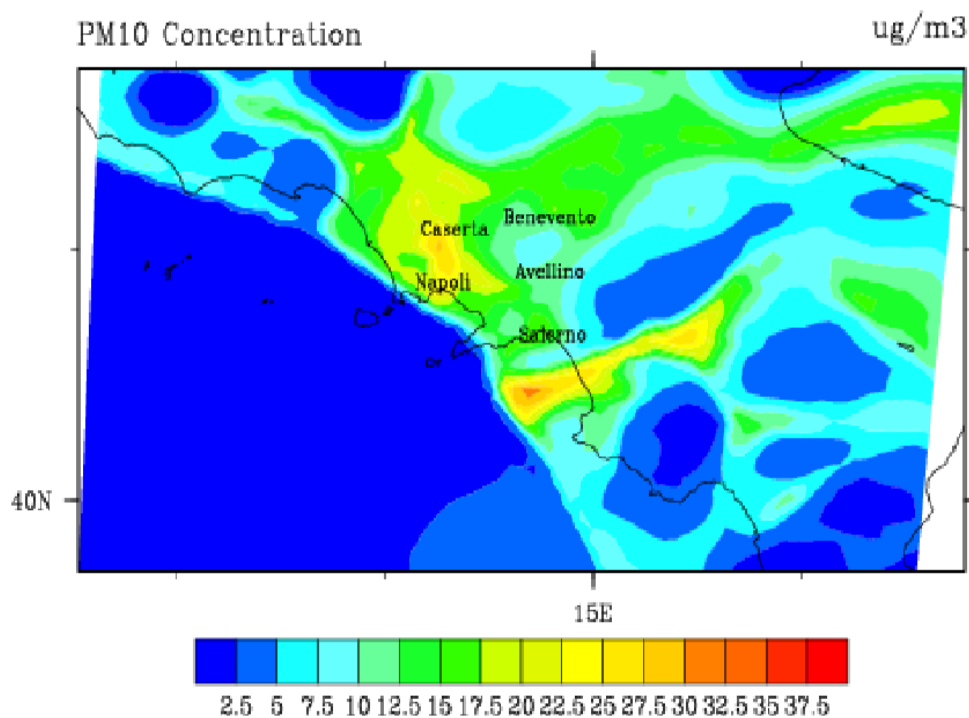 PM10 Concentration ug/m3
Benevento
Caserta
Avellino
Napoli
Salerno
40N
15E
2.5 5 7.5 10 12.5 15 17.5 20 22.5 25 27.5 30 32.5 35 37.5